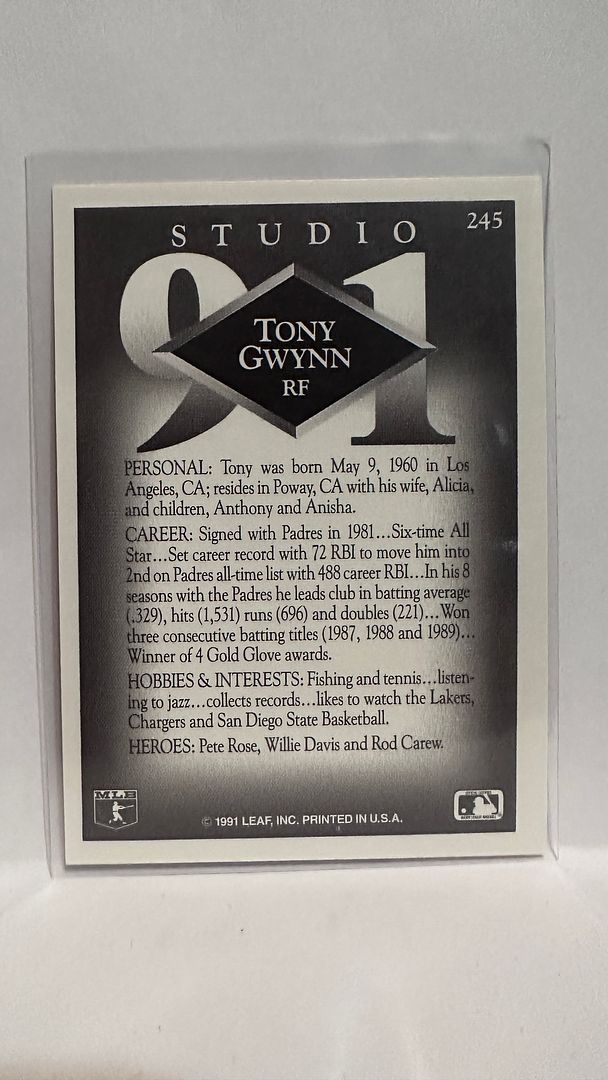 STUDIO
245
91
TONY
GWYNN
RF
PERSONAL: Tony was born May 9, 1960 in Los
Angeles, CA; resides in Poway, CA with his wife, Alicia,
and children, Anthony and Anisha.
CAREER: Signed with Padres in 1981...Six-time All
Star...Set career record with 72 RBI to move him into
2nd on Padres all-time list with 488 career RBI...In his 8
seasons with the Padres he leads club in batting average
(.329), hits (1,531) runs (696) and doubles (221)...Won
three consecutive batting titles (1987, 1988 and 1989)...
Winner of 4 Gold Glove awards.
HOBBIES & INTERESTS: Fishing and tennis...listen-
ing to jazz...collects records...likes to watch the Lakers,
Chargers and San Diego State Basketball.
HEROES: Pete Rose, Willie Davis and Rod Carew.
MLB
© 1991 LEAF, INC. PRINTED IN U.S.A.